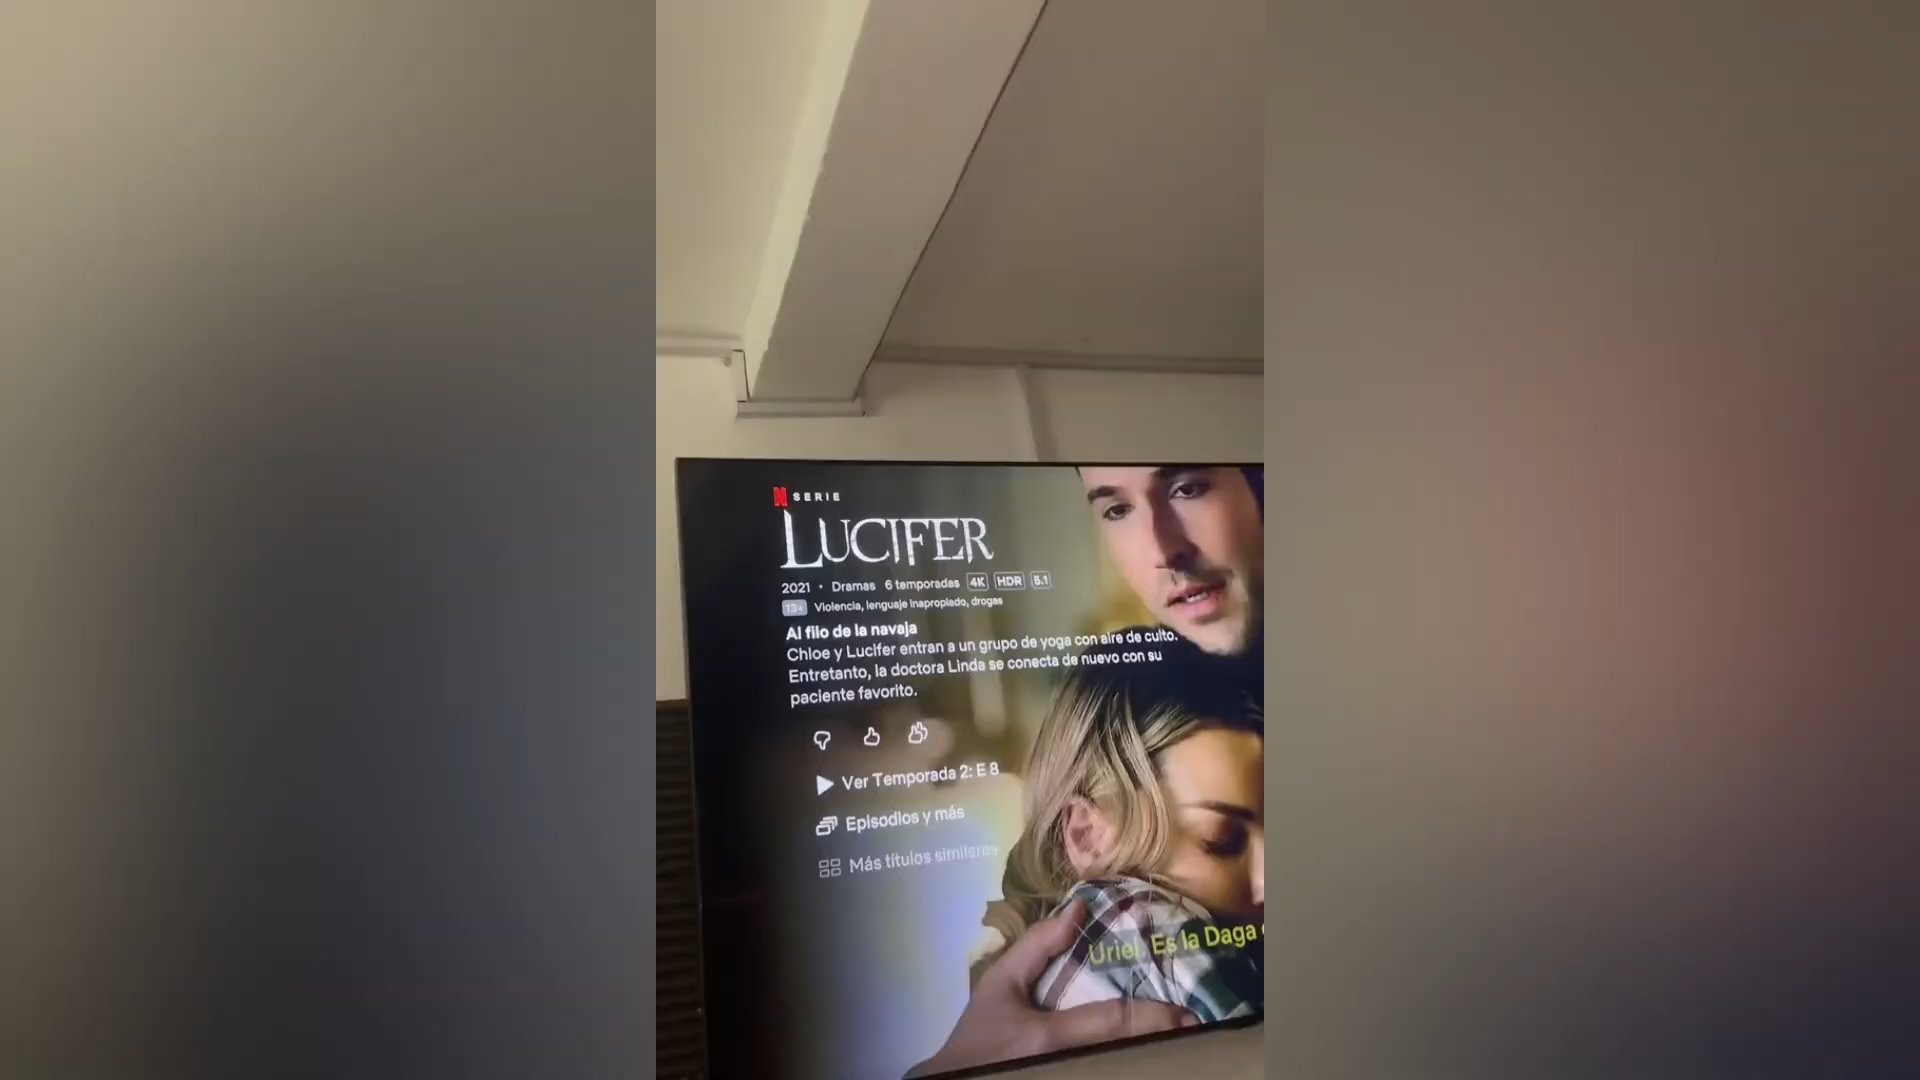 N SERIE
LUCIFER
2021 • Dramas 6 temporadas 4K HDR 5.1
13+ Violencia, lenguaje inapropiado, drogas
Al filo de la navaja
Chloe y Lucifer entran a un grupo de yoga con aire de culto.
Entretanto, la doctora Linda se conecta de nuevo con su
paciente favorito.
Ver Temporada 2: E 8
Episodios y más
Más títulos similares
Uriel. Es la Daga